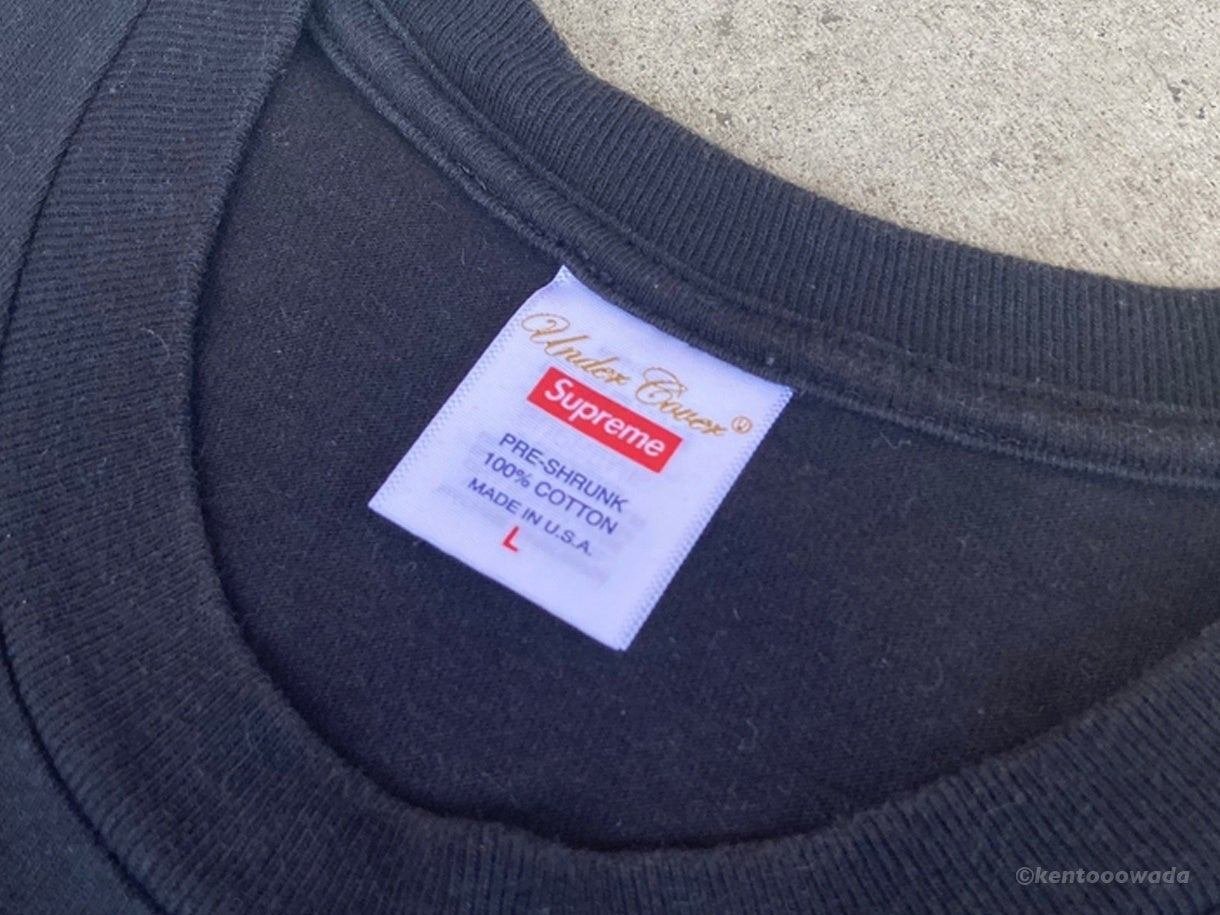 Under Cover®
Supreme
PRE-SHRUNK
100% COTTON
MADE IN U.S.A.
L
©kentooowada